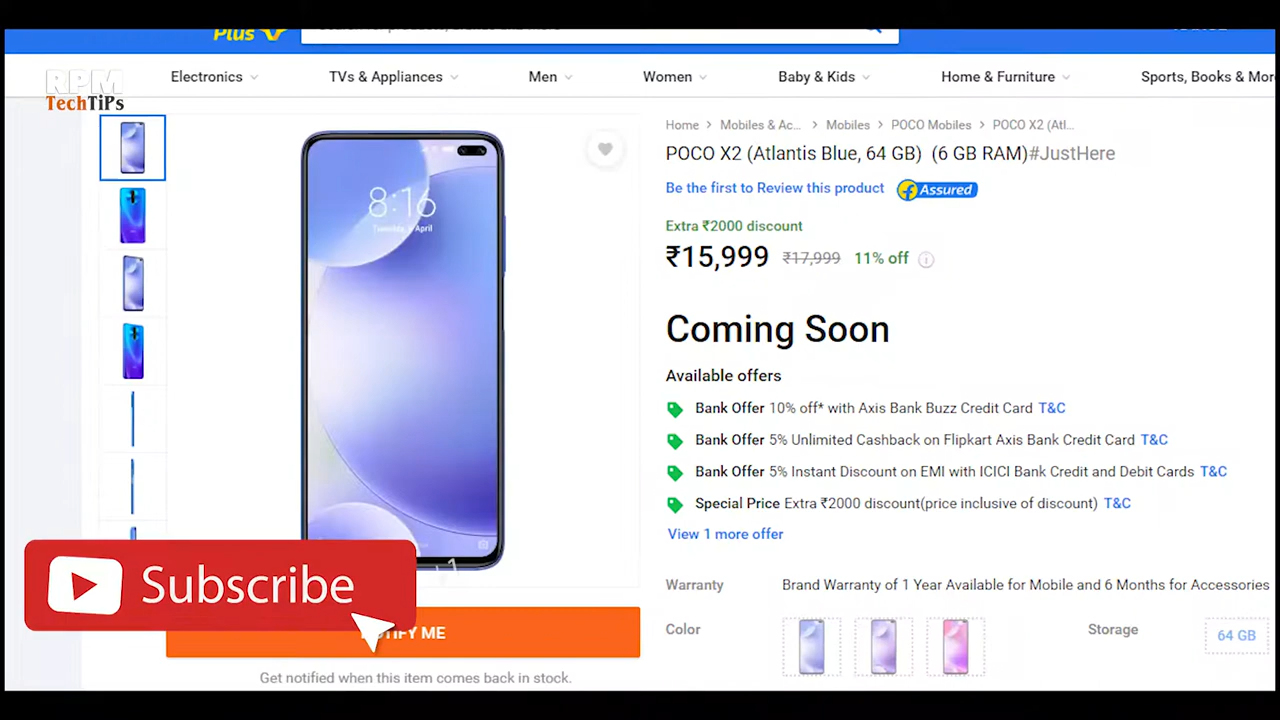 Plus
RPM
TechTiPs
Electronics
TVs & Appliances
Men
Women
Baby & Kids
Home & Furniture
Sports, Books & More
Home > Mobiles & Ac... > Mobiles > POCO Mobiles > POCO X2 (Atl...
POCO X2 (Atlantis Blue, 64 GB) (6 GB RAM)#JustHere
Be the first to Review this product
Assured
Extra ₹2000 discount
₹15,999 ₹17,999 11% off
8:16
Tuesday, April
Coming Soon
Available offers
Bank Offer 10% off* with Axis Bank Buzz Credit Card T&C
Bank Offer 5% Unlimited Cashback on Flipkart Axis Bank Credit Card T&C
Bank Offer 5% Instant Discount on EMI with ICICI Bank Credit and Debit Cards T&C
Special Price Extra ₹2000 discount(price inclusive of discount) T&C
View 1 more offer
Warranty
Brand Warranty of 1 Year Available for Mobile and 6 Months for Accessories
Color
Storage
64 GB
Subscribe
NOTIFY ME
Get notified when this item comes back in stock.